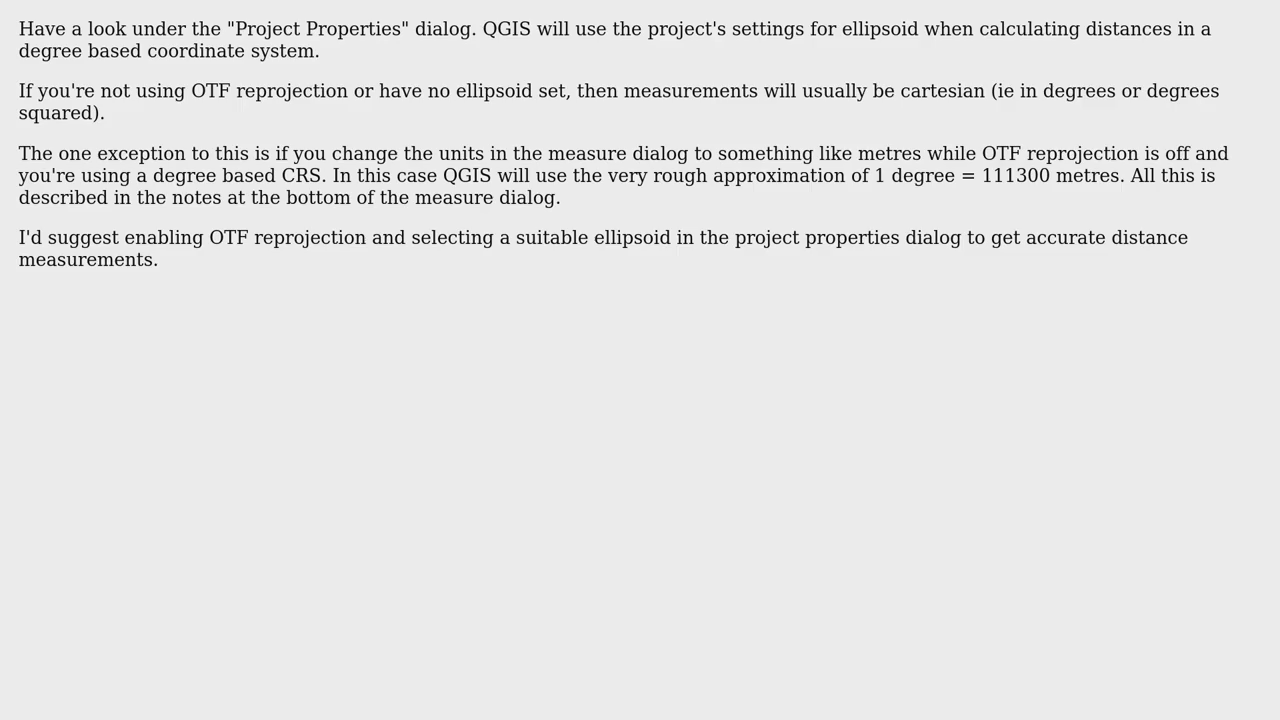 Have a look under the "Project Properties" dialog. QGIS will use the project's settings for ellipsoid when calculating distances in a
degree based coordinate system.
If you're not using OTF reprojection or have no ellipsoid set, then measurements will usually be cartesian (ie in degrees or degrees
squared).
The one exception to this is if you change the units in the measure dialog to something like metres while OTF reprojection is off and
you're using a degree based CRS. In this case QGIS will use the very rough approximation of 1 degree = 111300 metres. All this is
described in the notes at the bottom of the measure dialog.
I'd suggest enabling OTF reprojection and selecting a suitable ellipsoid in the project properties dialog to get accurate distance
measurements.